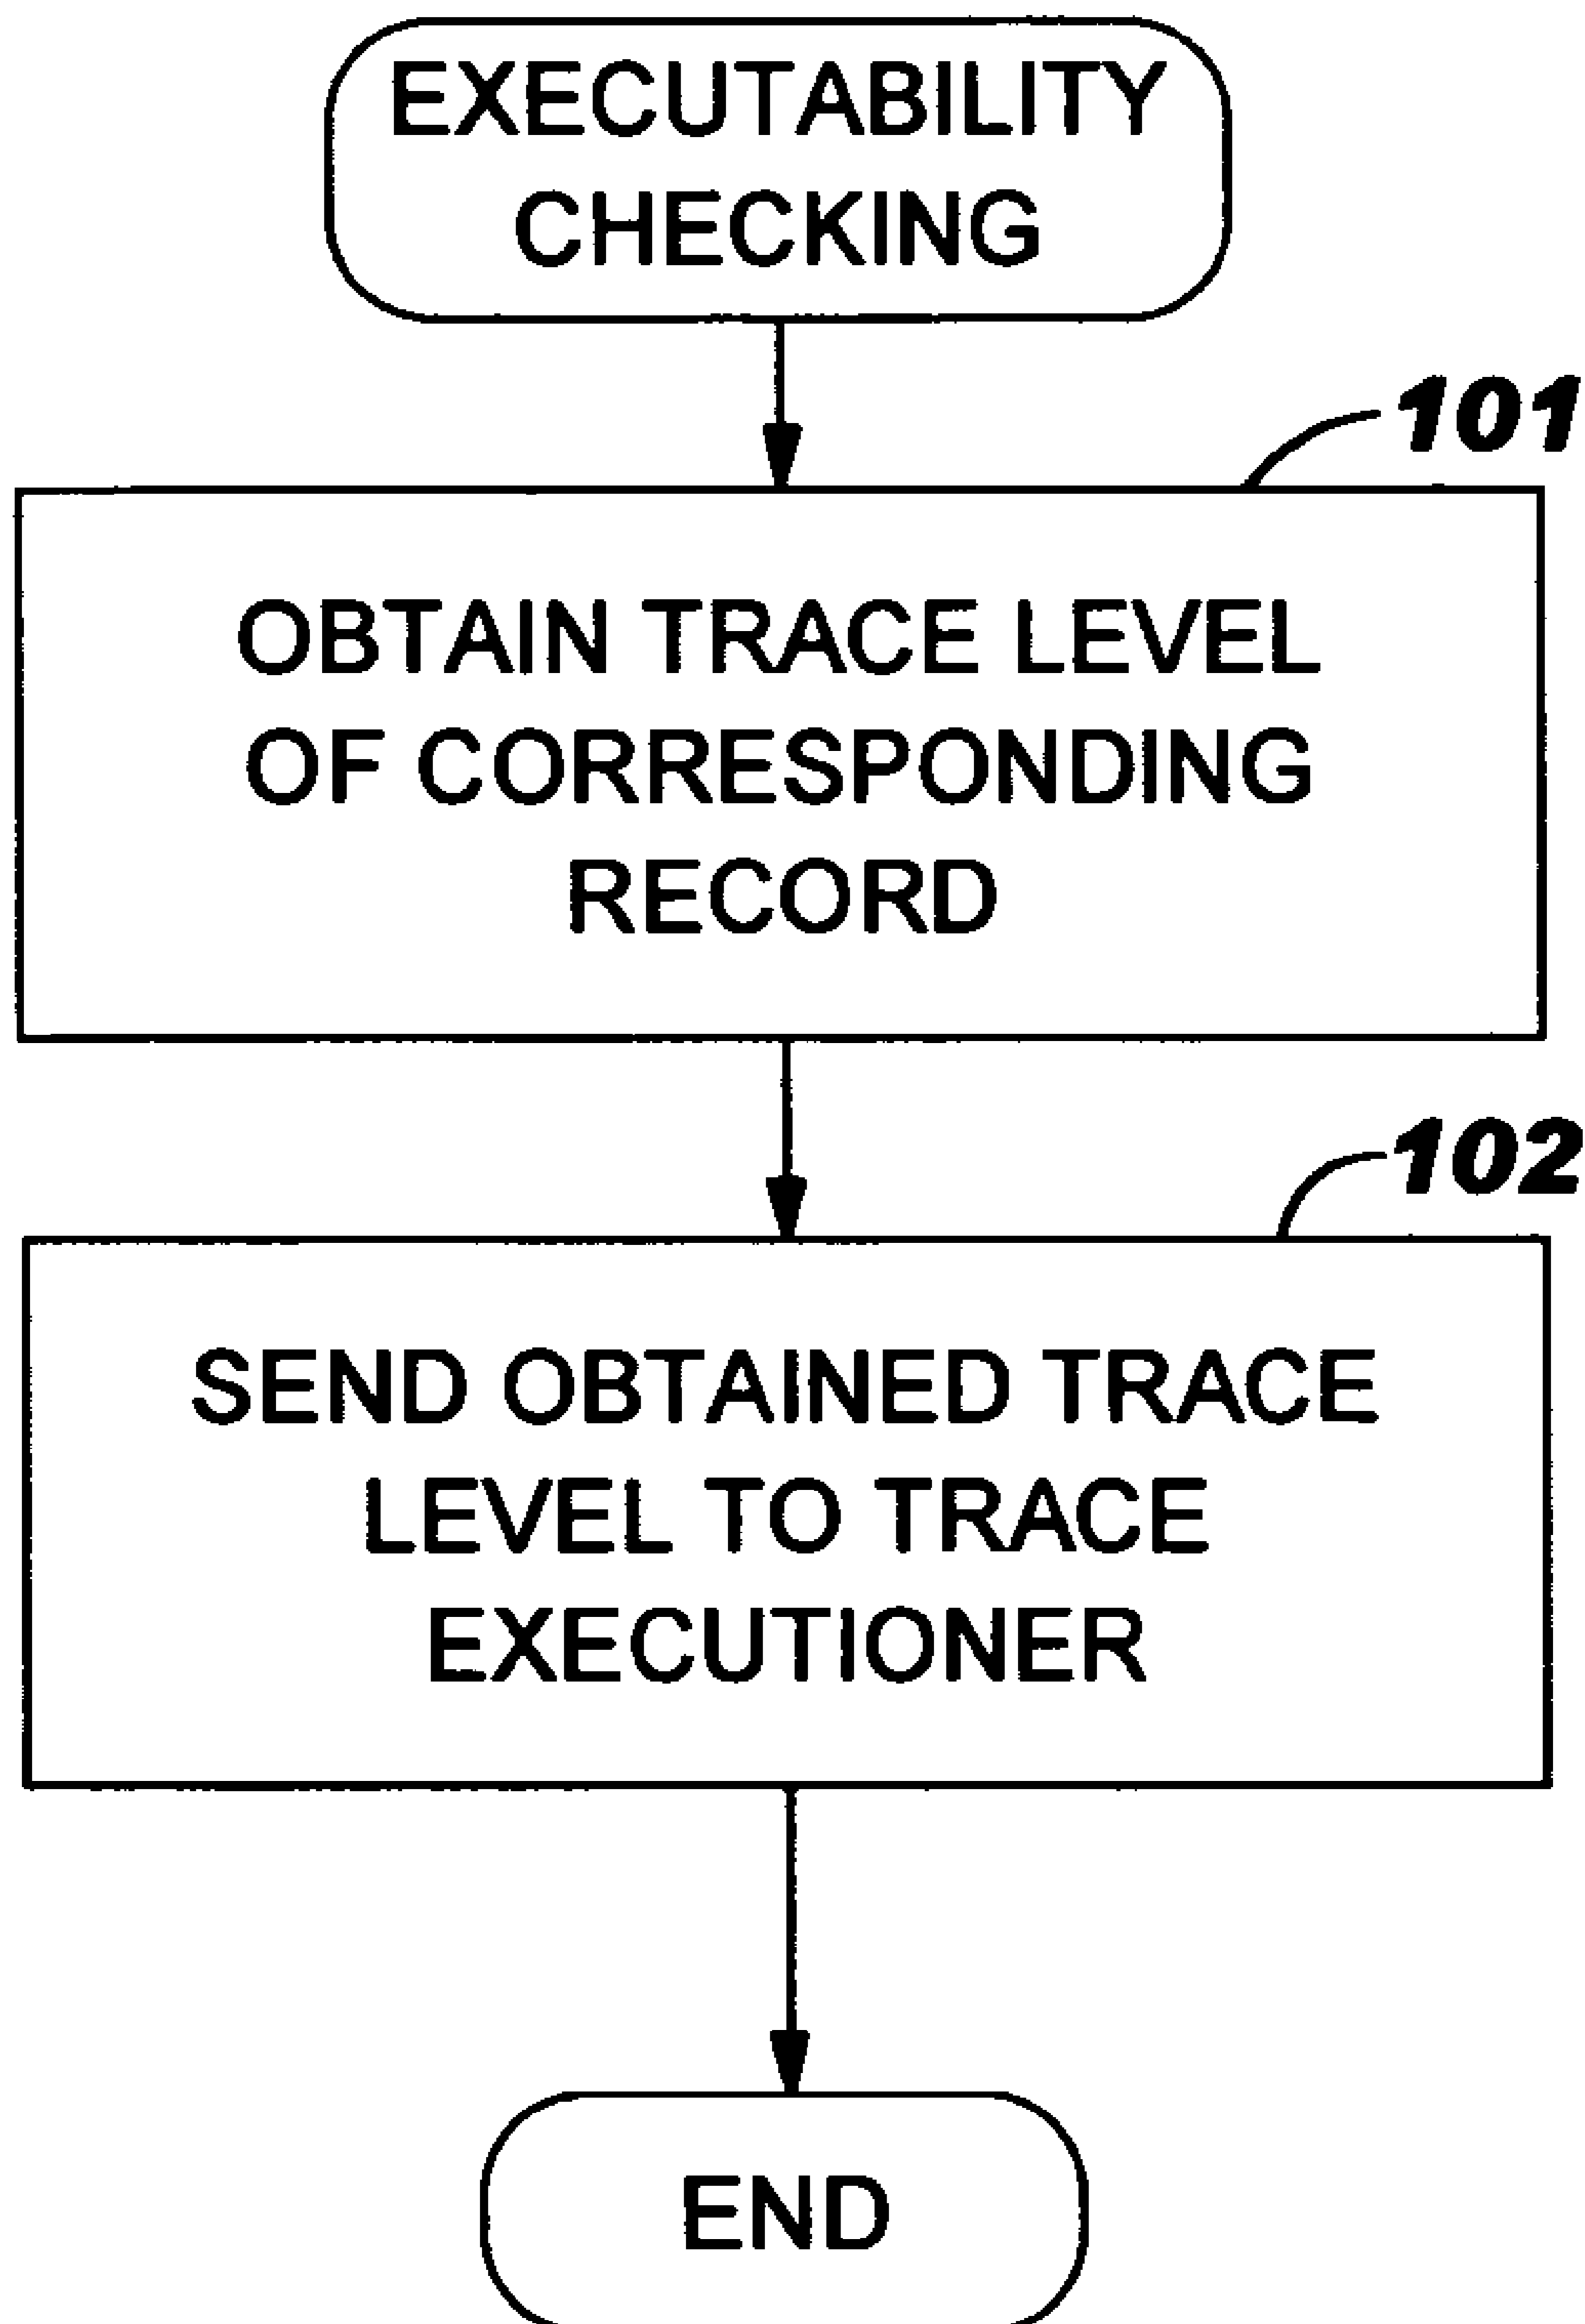 EXECUTABILITY
CHECKING
101
OBTAIN TRACE LEVEL
OF CORRESPONDING
RECORD
102
SEND OBTAINED TRACE
LEVEL TO TRACE
EXECUTIONER
END